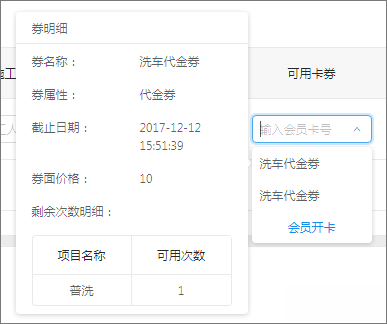 券明细
券名称： 洗车代金券
券属性： 代金券
截止日期： 2017-12-12
15:51:39
券面价格： 10
剩余次数明细：
项目名称 可用次数
普洗 1
施工
工人
可用卡券
输入会员卡号
洗车代金券
洗车代金券
会员开卡